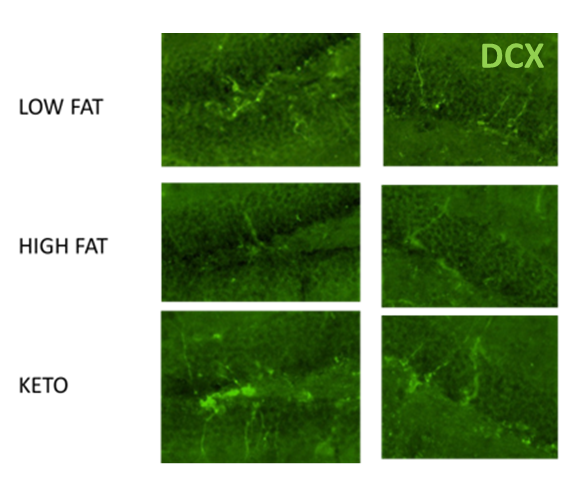 DCX
LOW FAT
HIGH FAT
KETO